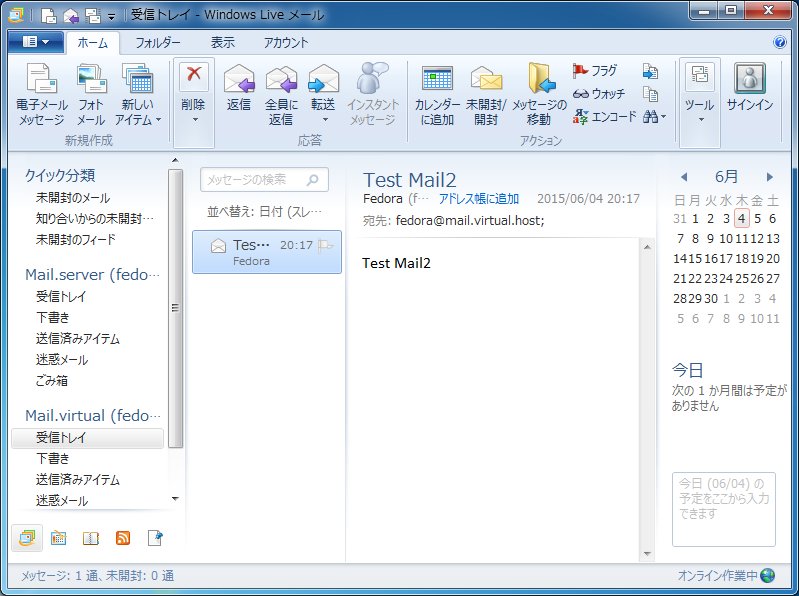 受信トレイ - Windows Live メール
ホーム フォルダー 表示 アカウント
電子メール
メッセージ
フォト
メール
新しい
アイテム
新規作成
削除
返信
全員に
返信
転送
インスタント
メッセージ
応答
カレンダー
に追加
未開封/
開封
メッセージの
移動
フラグ
ウォッチ
エンコード
アクション
ツール
サインイン
クイック分類
未開封のメール
知り合いからの未開封…
未開封のフィード
Mail.server (fedo…
受信トレイ
下書き
送信済みアイテム
迷惑メール
ごみ箱
Mail.virtual (fedo…
受信トレイ
下書き
送信済みアイテム
迷惑メール
メッセージの検索
並べ替え: 日付 (スレ…
Tes… 20:17
Fedora
Test Mail2
Fedora (f… アドレス帳に追加 2015/06/04 20:17
宛先: fedora@mail.virtual.host;
Test Mail2
6月
日 月 火 水 木 金 土
31 1 2 3 4 5 6
7 8 9 10 11 12 13
14 15 16 17 18 19 20
21 22 23 24 25 26 27
28 29 30 1 2 3 4
5 6 7 8 9 10 11
今日
次の 1 か月間は予定が
ありません
今日 (06/04) の
予定をここから入力
できます
メッセージ: 1 通、未開封: 0 通
オンライン作業中